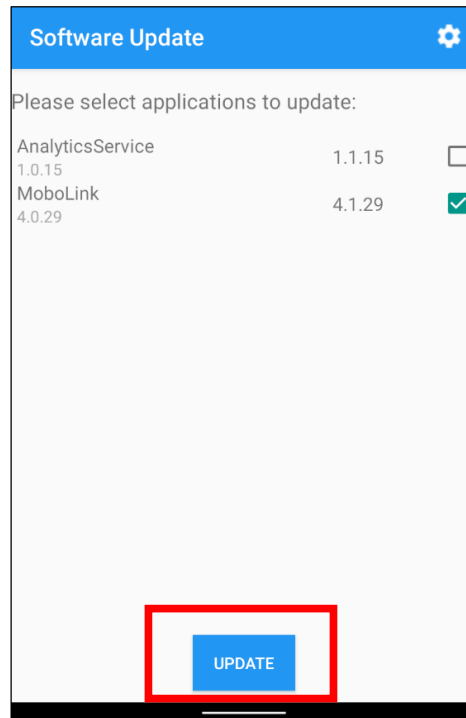 Software Update
Please select applications to update:
AnalyticsService
1.0.15
1.1.15
MoboLink
4.0.29
4.1.29
UPDATE